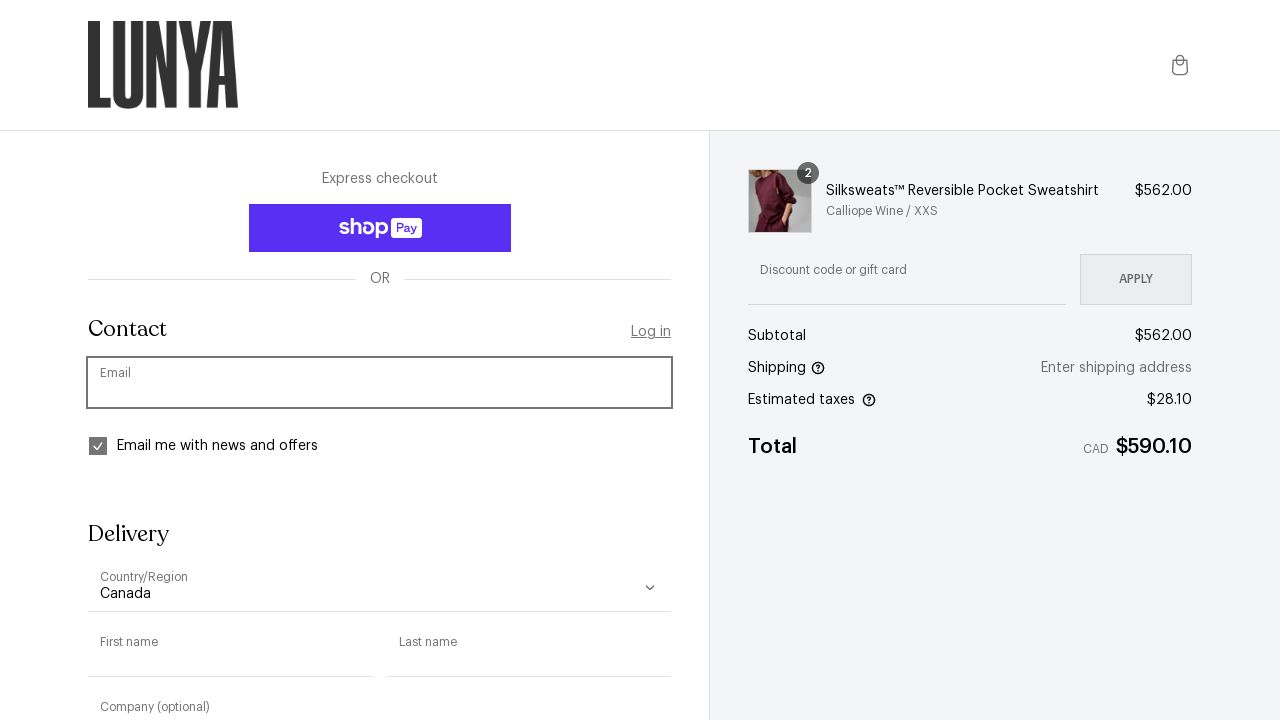 LUNYA
Express checkout
shop Pay
OR
Contact
Log in
Email
Email me with news and offers
Delivery
Country/Region
Canada
First name
Last name
Company (optional)
2
Silksweats™ Reversible Pocket Sweatshirt
$562.00
Calliope Wine / XXS
Discount code or gift card
APPLY
Subtotal
$562.00
Shipping
Enter shipping address
Estimated taxes
$28.10
Total
CAD $590.10